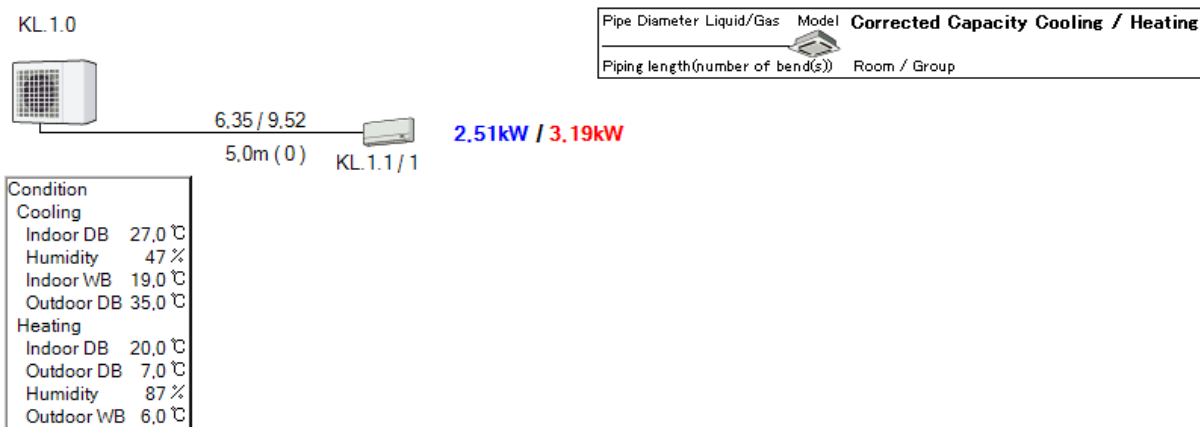 KL.1.0
Pipe Diameter Liquid/Gas Model Corrected Capacity Cooling / Heating
Piping length(number of bend(s)) Room / Group
6,35 / 9,52
5,0m ( 0 )
KL.1.1 / 1
2,51kW / 3,19kW
Condition
Cooling
Indoor DB 27,0 ℃
Humidity 47 %
Indoor WB 19,0 ℃
Outdoor DB 35,0 ℃
Heating
Indoor DB 20,0 ℃
Outdoor DB 7,0 ℃
Humidity 87 %
Outdoor WB 6,0 ℃